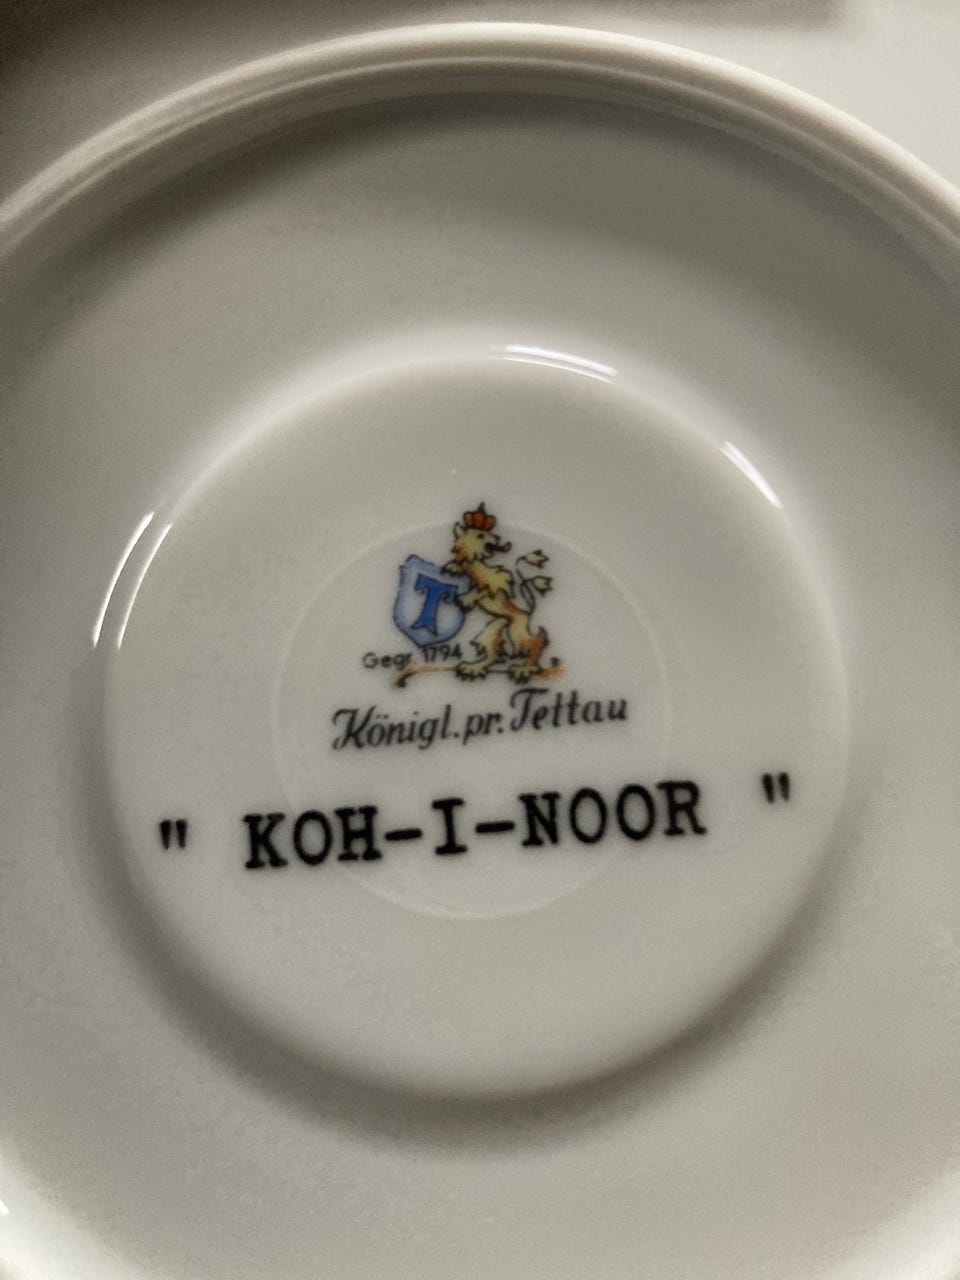 T
Gegr. 1794
Königl. pr. Tettau
" KOH-I-NOOR "